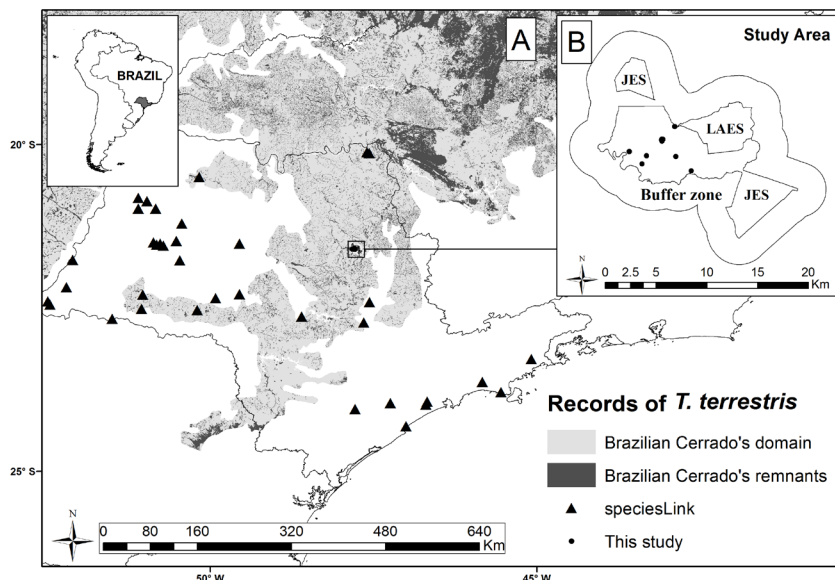 BRAZIL
A
B
Study Area
JES
LAES
Buffer zone
JES
0 2.5 5 10 15 20
Km
20° S
25° S
Records of T. terrestris
Brazilian Cerrado's domain
Brazilian Cerrado's remnants
speciesLink
This study
N
N
0 80 160 320 480 640
Km
50° W
45° W